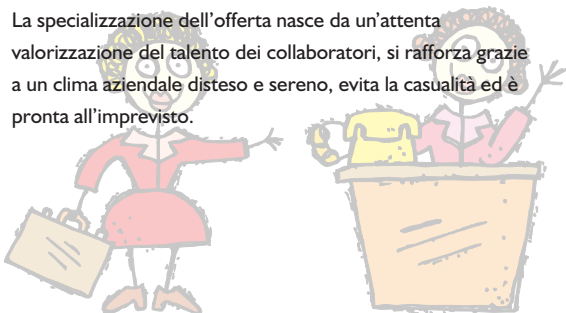 La specializzazione dell’offerta nasce da un’attenta
valorizzazione del talento dei collaboratori, si rafforza grazie
a un clima aziendale disteso e sereno, evita la casualità ed è
pronta all’imprevisto.